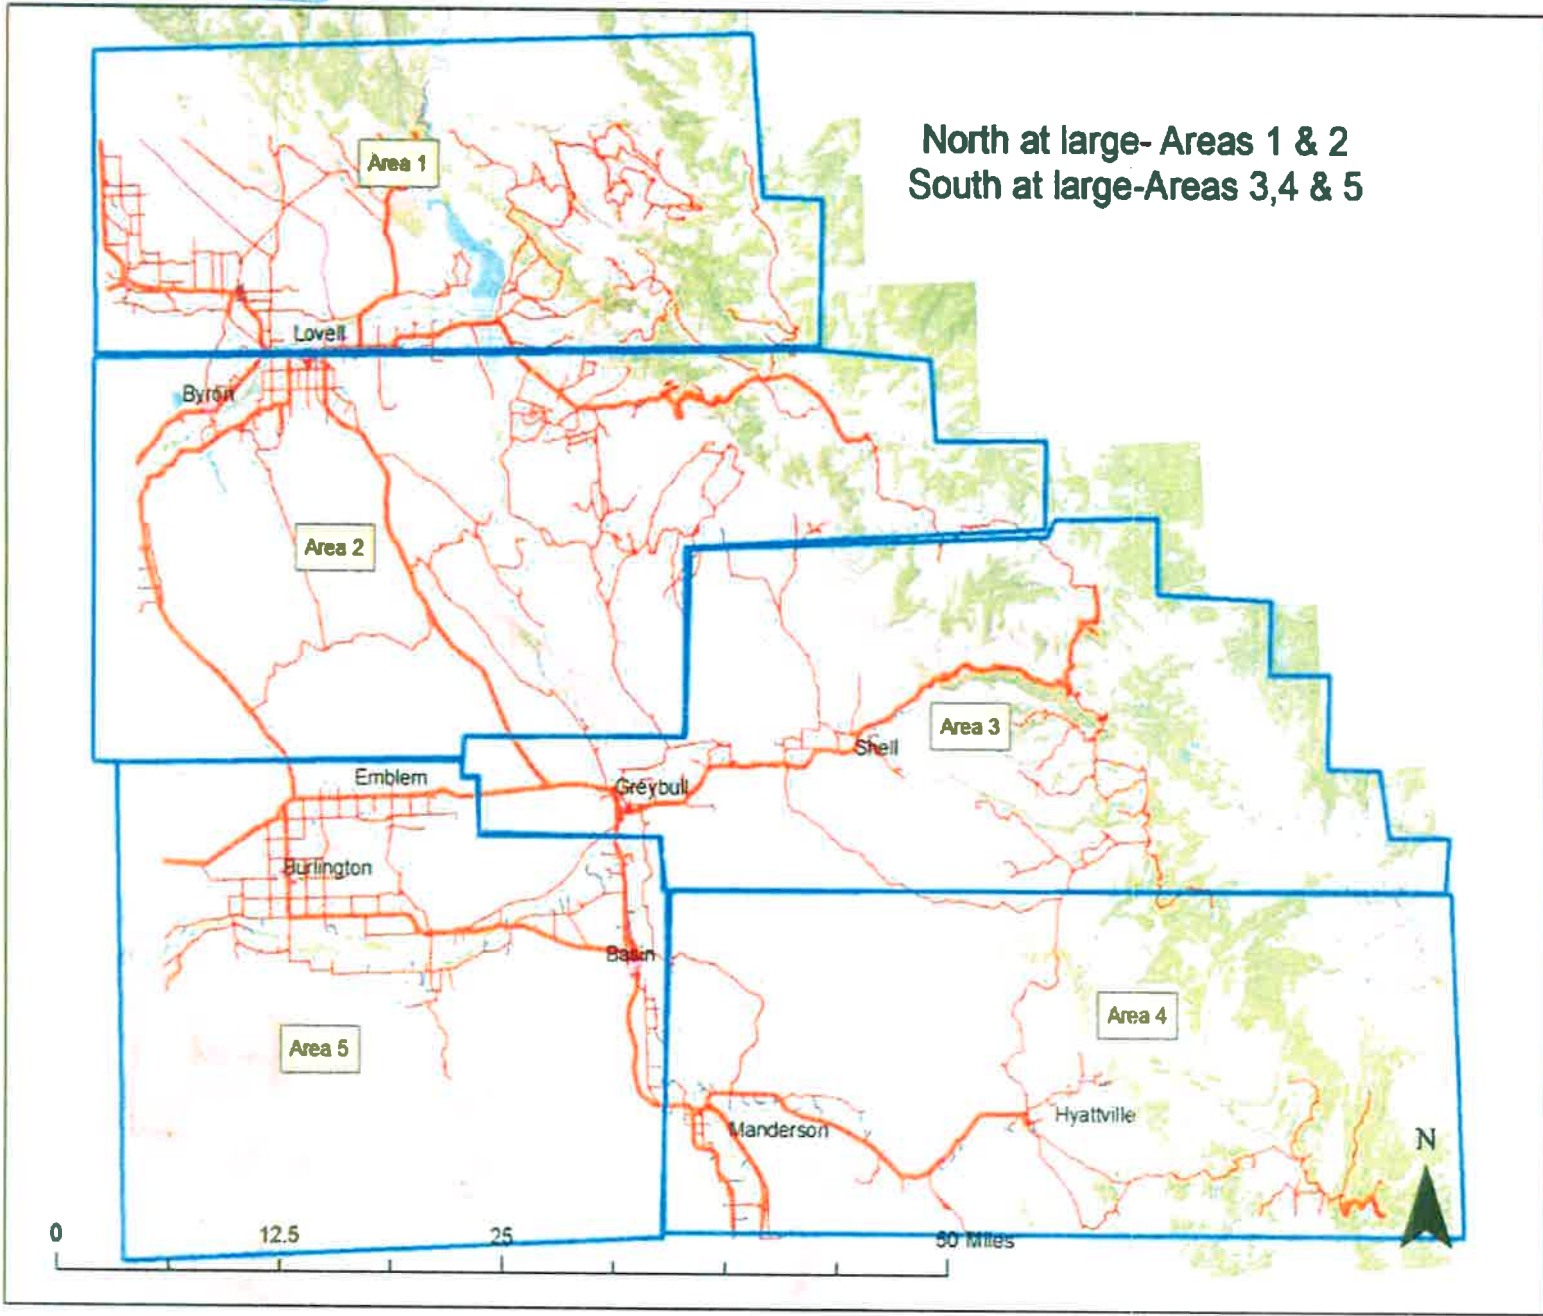 North at large- Areas 1 & 2
South at large-Areas 3,4 & 5
Area 1
Lovell
Byron
Area 2
Area 3
Shell
Emblem
Greybull
Burlington
Basin
Area 4
Area 5
Hyattville
Manderson
N
0 12.5 25 50 Miles